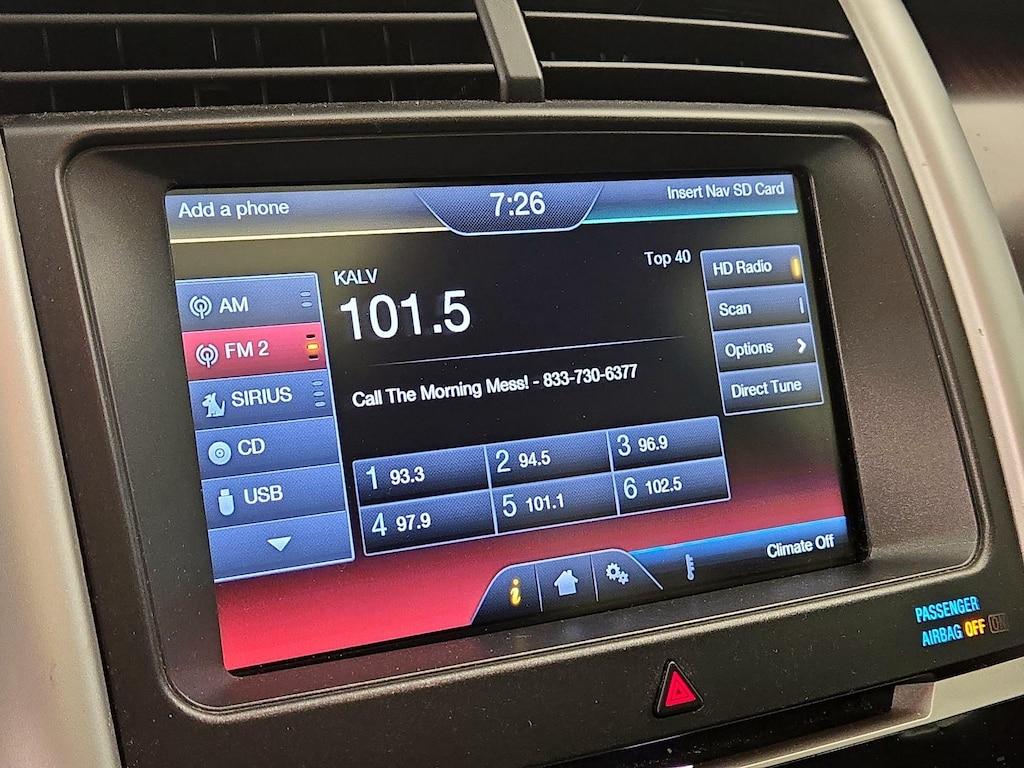 Add a phone
7:26
Insert Nav SD Card
AM
FM 2
SIRIUS
CD
USB
KALV
Top 40
101.5
Call The Morning Mess! - 833-730-6377
HD Radio
Scan
Options
Direct Tune
1 93.3
2 94.5
3 96.9
4 97.9
5 101.1
6 102.5
i
Climate Off
PASSENGER
AIRBAG OFF ON